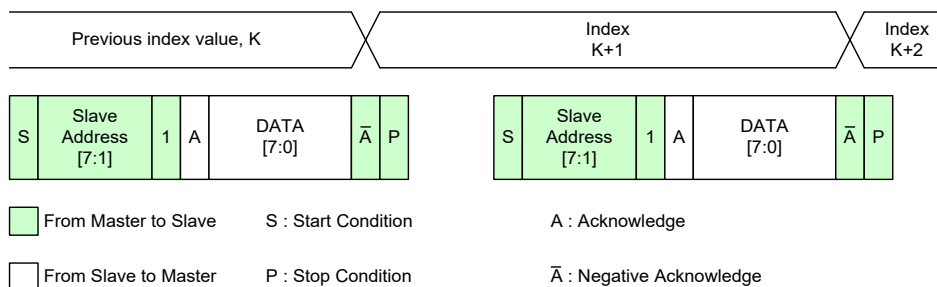 Previous index value, K
Index
K+1
Index
K+2
S
Slave
Address
[7:1]
1
A
DATA
[7:0]
A̅
P
S
Slave
Address
[7:1]
1
A
DATA
[7:0]
A̅
P
From Master to Slave
S : Start Condition
A : Acknowledge
From Slave to Master
P : Stop Condition
A̅ : Negative Acknowledge